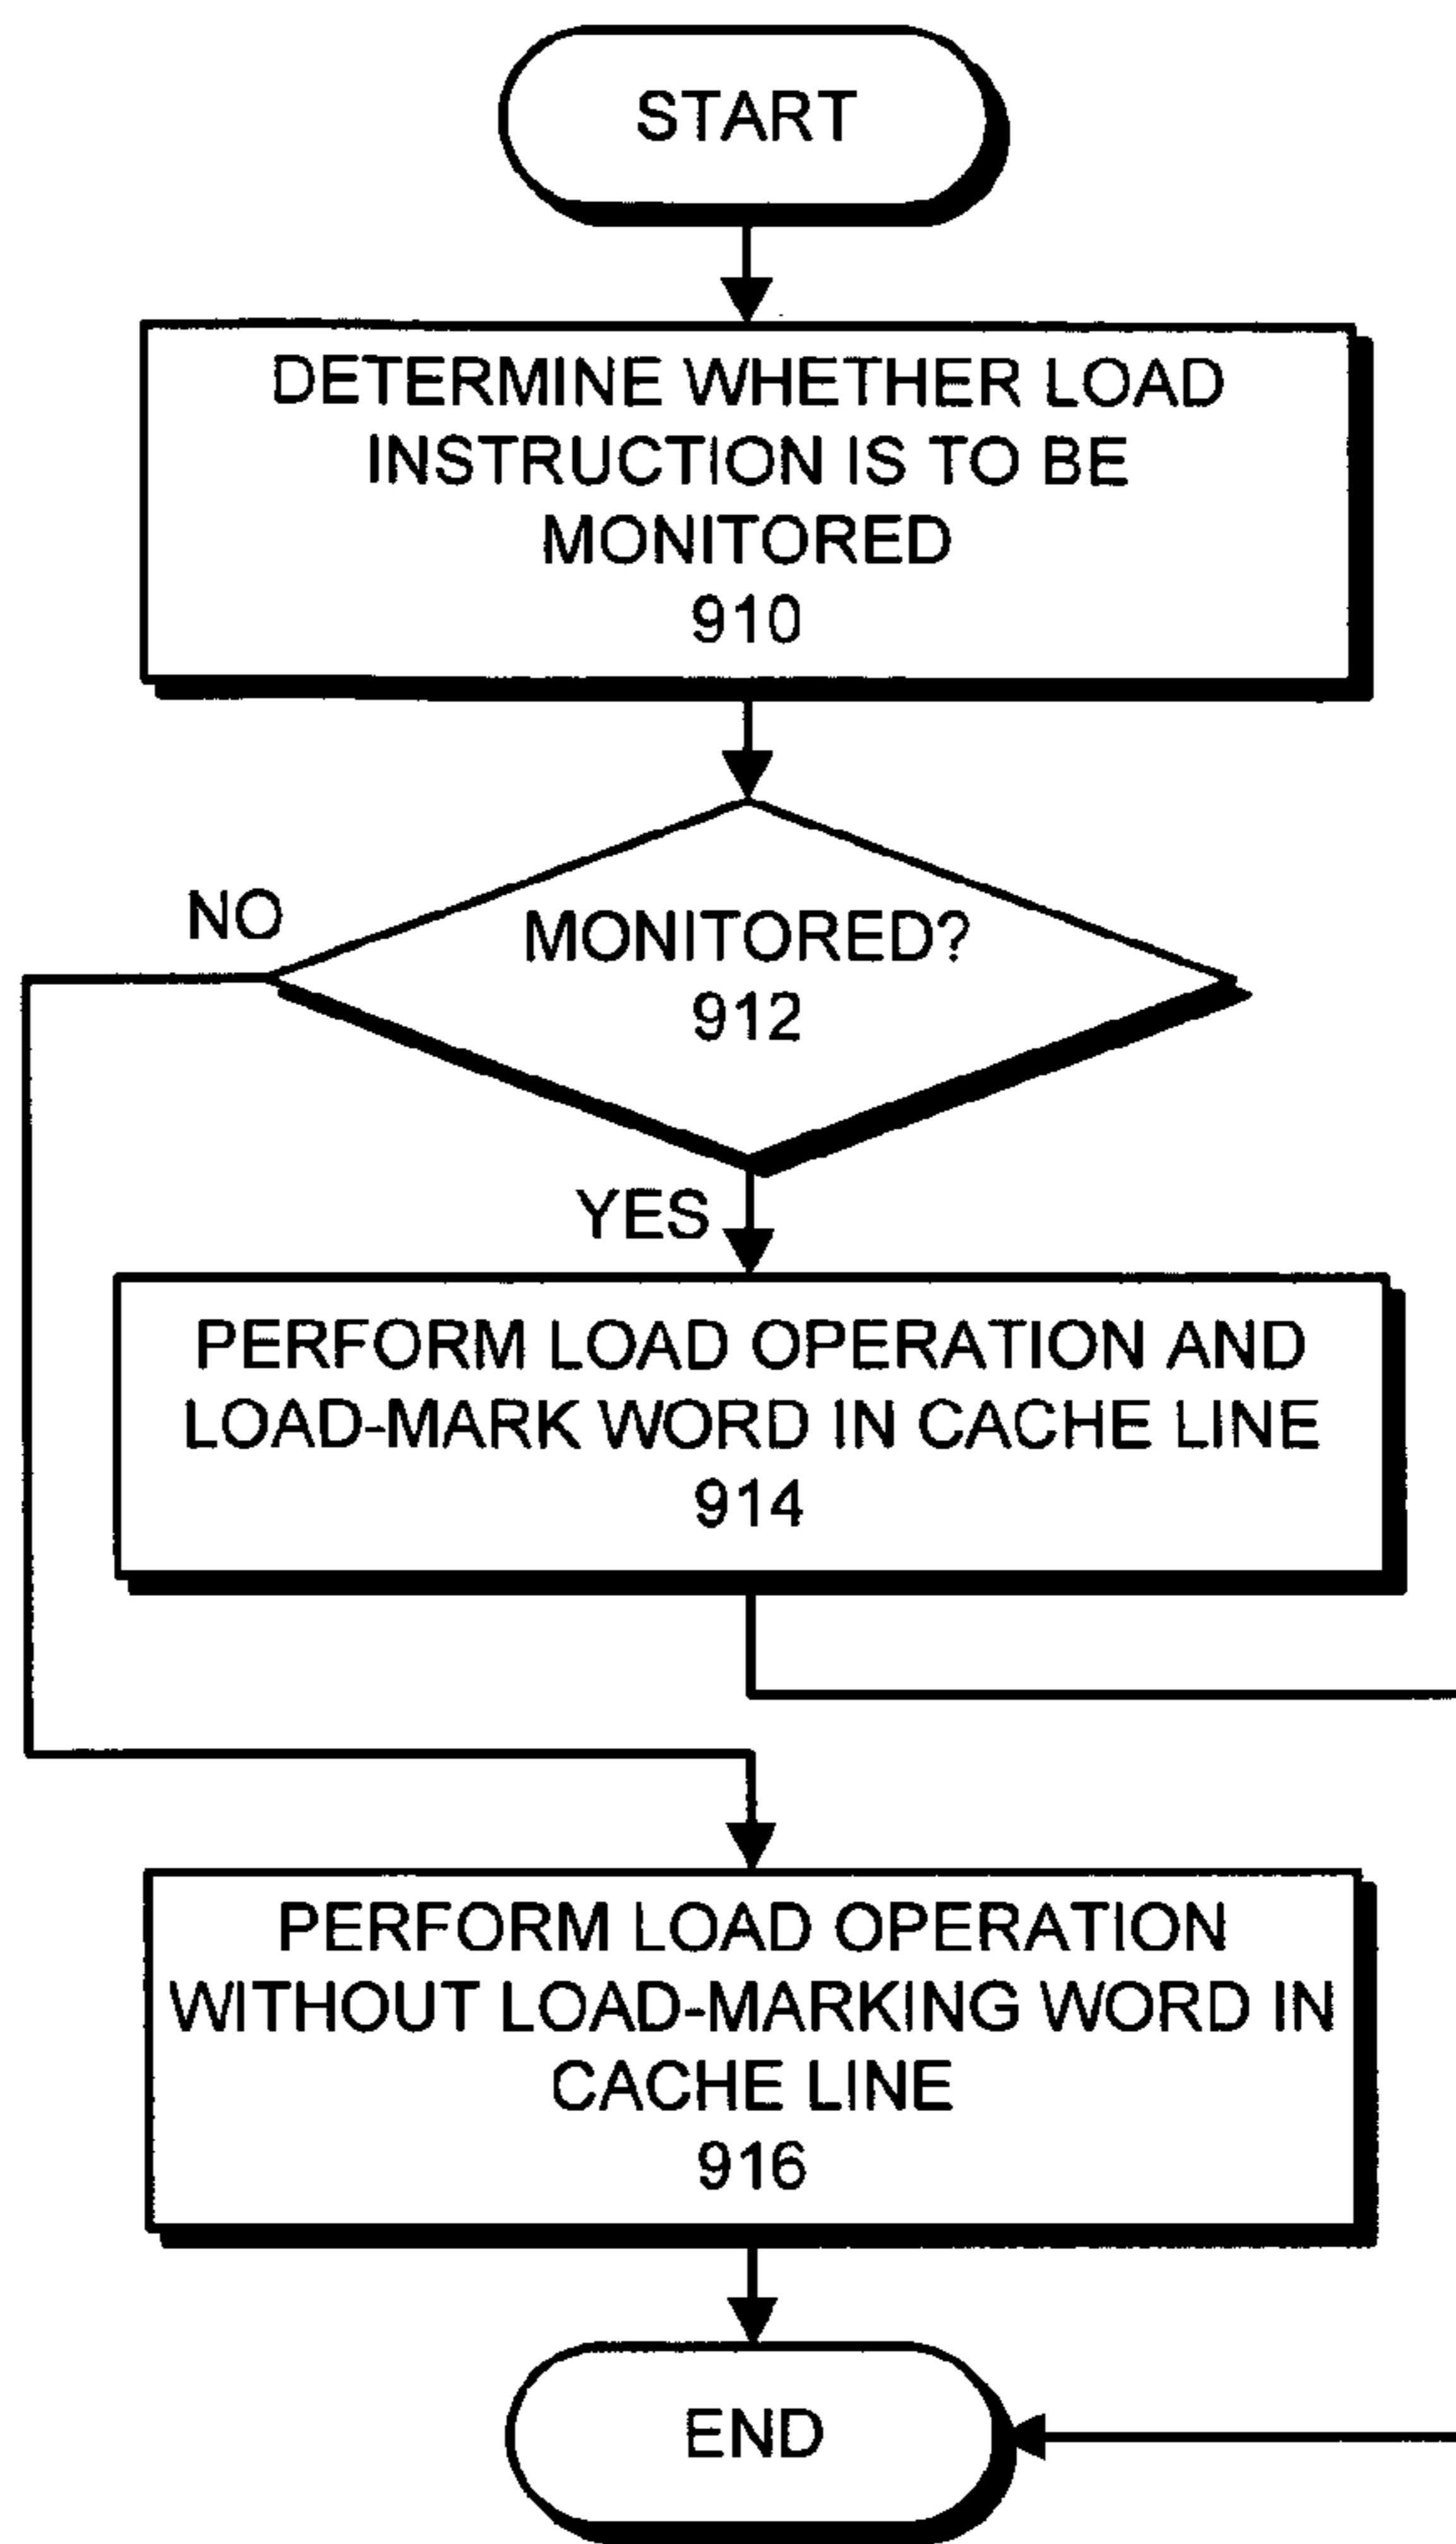 START
DETERMINE WHETHER LOAD
INSTRUCTION IS TO BE
MONITORED
910
NO
MONITORED?
912
YES
PERFORM LOAD OPERATION AND
LOAD-MARK WORD IN CACHE LINE
914
PERFORM LOAD OPERATION
WITHOUT LOAD-MARKING WORD IN
CACHE LINE
916
END